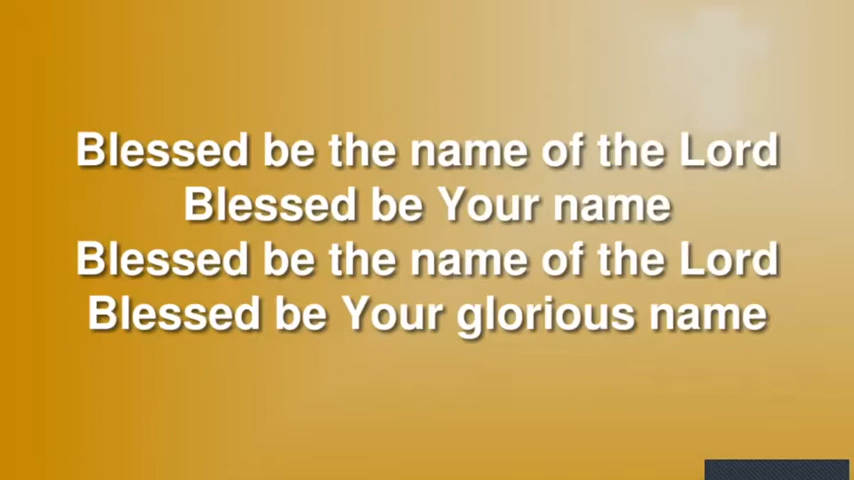 Blessed be the name of the Lord
Blessed be Your name
Blessed be the name of the Lord
Blessed be Your glorious name